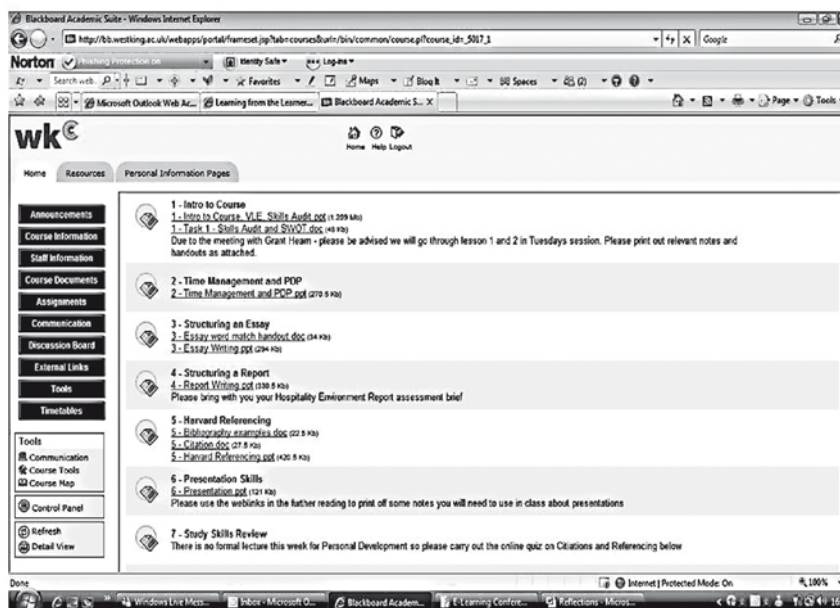 Blackboard Academic Suite - Windows Internet Explorer
http://bb.westking.ac.uk/webapps/portal/frameset.jsp?tab=courses&url=/bin/common/course.pl?course_id=_5017_1
Google
Norton Phishing Protection on Identity Safe Log-ins
Search web... Favorites Maps Blog it Spaces (2)
Microsoft Outlook Web Ac... Learning from the Learner... Blackboard Academic S... X Page Tools
wkc
Home Help Logout
Home Resources Personal Information Pages
Announcements
Course Information
Staff Information
Course Documents
Assignments
Communication
Discussion Board
External Links
Tools
Timetables
Tools
Communication
Course Tools
Course Map
Control Panel
Refresh
Detail View
1 - Intro to Course
1 - Intro to Course, VLE, Skills Audit.ppt (1.209 Mb)
1 - Task 1 - Skills Audit and SWOT.doc (48 Kb)
Due to the meeting with Grant Hearn - please be advised we will go through lesson 1 and 2 in Tuesdays session. Please print out relevant notes and
handouts as attached.
2 - Time Management and PDP
2 - Time Management and PDP.ppt (270.5 Kb)
3 - Structuring an Essay
3 - Essay word match handout.doc (34 Kb)
3 - Essay Writing.ppt (294 Kb)
4 - Structuring a Report
4 - Report Writing.ppt (330.5 Kb)
Please bring with you your Hospitality Environment Report assessment brief
5 - Harvard Referencing
5 - Bibliography examples.doc (22.5 Kb)
5 - Citation.doc (27.5 Kb)
5 - Harvard Referencing.ppt (420.5 Kb)
6 - Presentation Skills
6 - Presentation.ppt (121 Kb)
Please use the weblinks in the further reading to print off some notes you will need to use in class about presentations
7 - Study Skills Review
There is no formal lecture this week for Personal Development so please carry out the online quiz on Citiations and Referencing below
Done Internet | Protected Mode: On 100%
Windows Live Mess... Inbox - Microsoft O... Blackboard Academ... E-Learning Confere... Reflections - Micros...